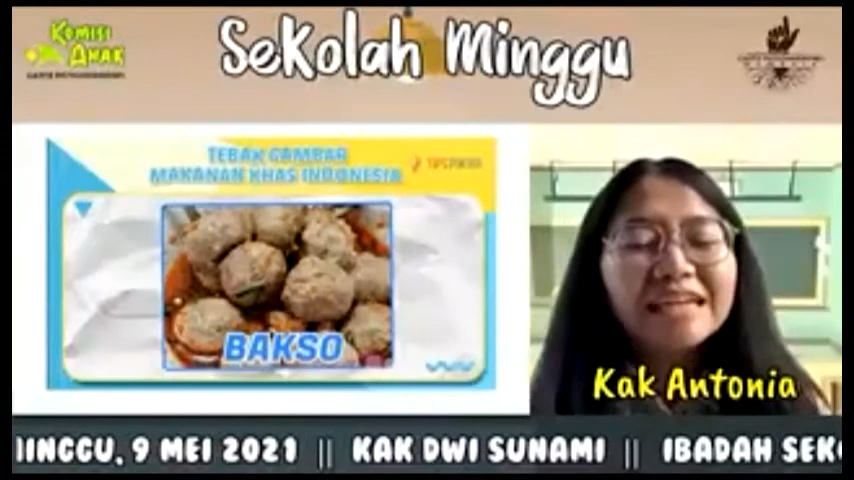 KOMISI
ANAK
SeKolah Minggu
TEBAK GAMBAR
MAKANAN KHAS INDONESIA
BAKSO
Kak Antonia
MINGGU, 9 MEI 2021 || KAK DWI SUNAMI || IBADAH SEK